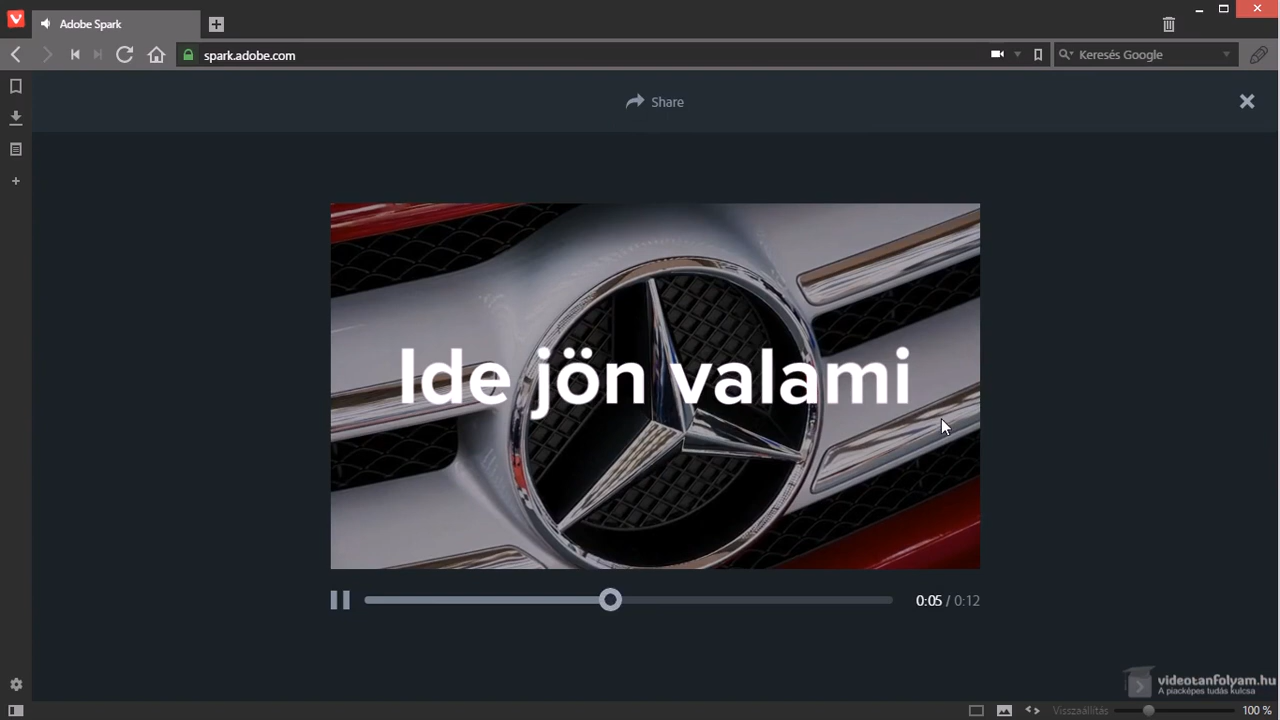 Adobe Spark
spark.adobe.com
Keresés Google
Share
Ide jön valami
0:05 / 0:12
videotanfolyam.hu
A piacképes tudás kulcsa
Visszaállítás
100 %